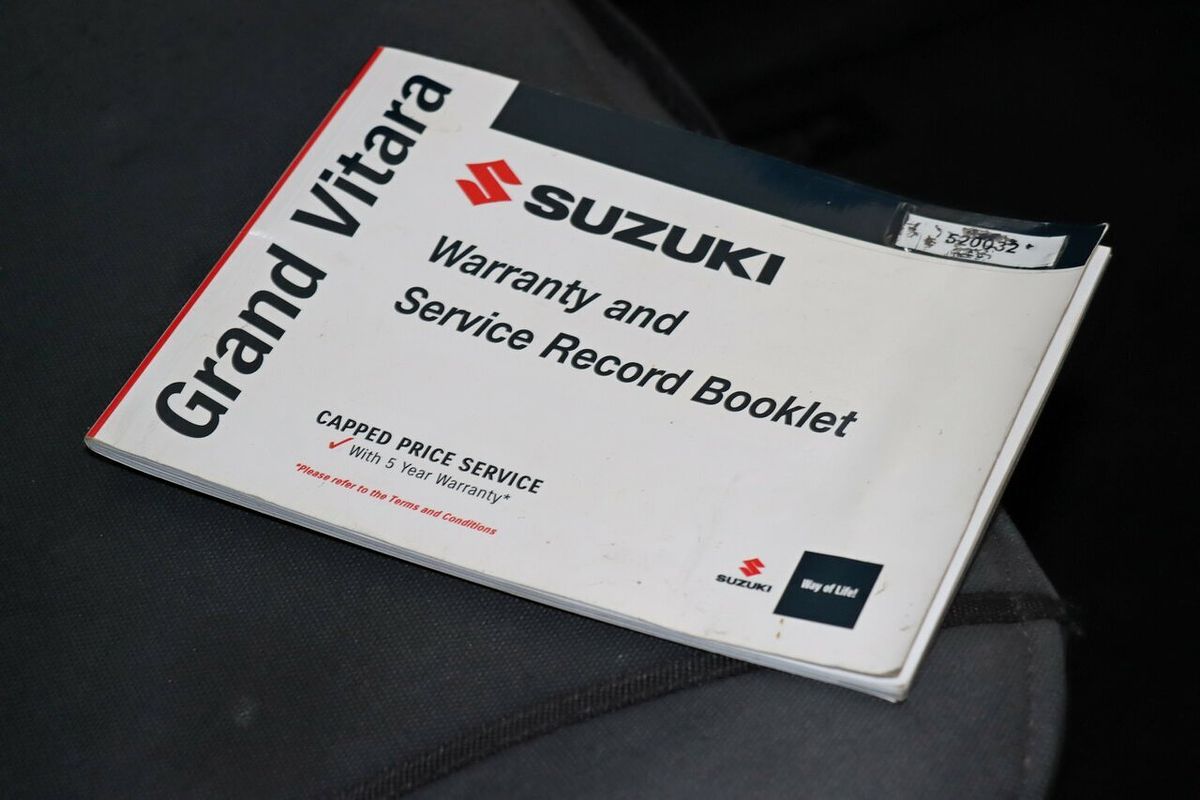 Grand Vitara
SUZUKI
520032*
Warranty and
Service Record Booklet
CAPPED PRICE SERVICE
✓ With 5 Year Warranty*
*Please refer to the Terms and Conditions
SUZUKI
Way of Life!